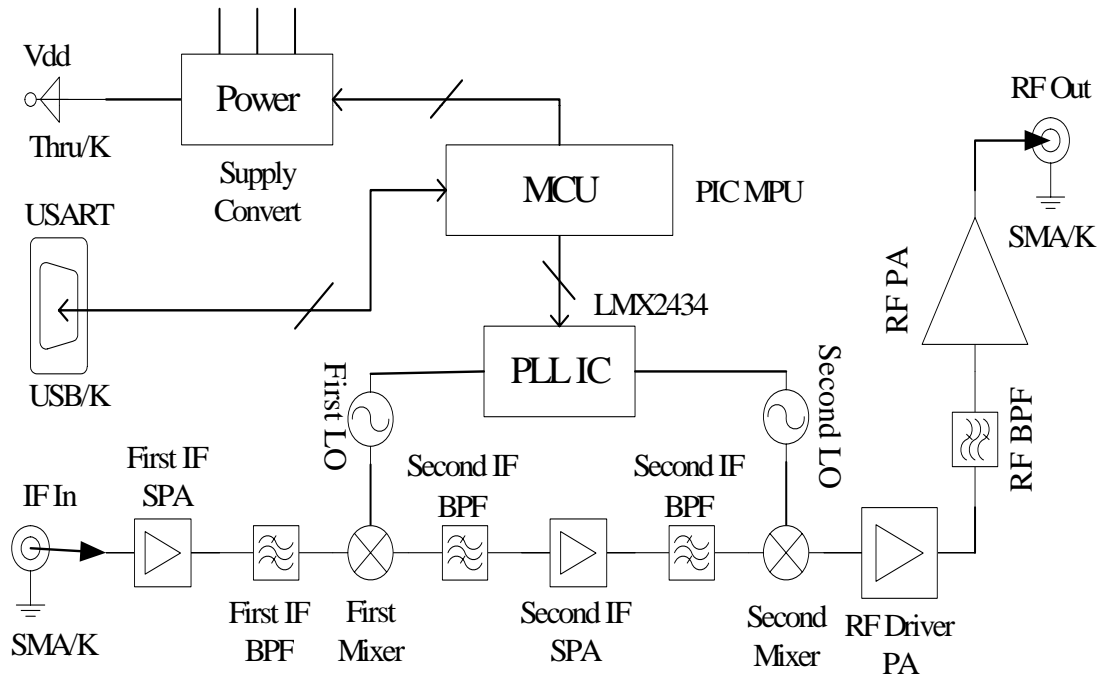 Vdd
Thru/K
Power
Supply
Convert
MCU
PIC MPU
RF Out
SMA/K
USART
USB/K
LMX2434
PLL IC
First LO
Second LO
RF PA
RF BPF
IF In
SMA/K
First IF
SPA
First IF
BPF
First
Mixer
Second IF
BPF
Second IF
SPA
Second IF
BPF
Second
Mixer
RF Driver
PA